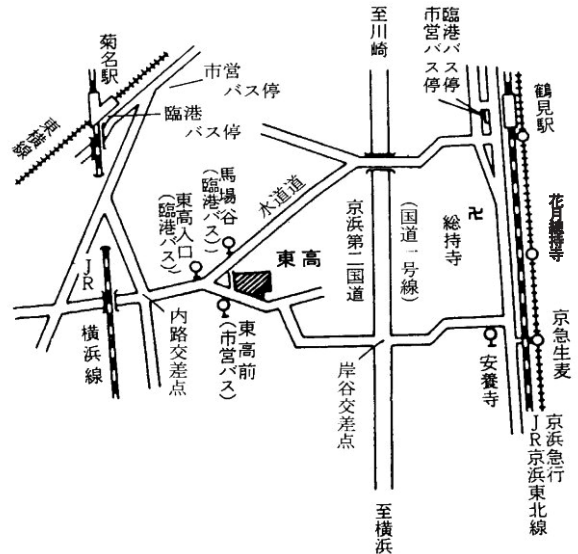 菊名駅
東横線
市営
バス停
臨港
バス停
至川崎
臨港バス停
市営バス停
鶴見駅
花月總持寺
馬場谷
(臨港バス)
東高入口
(臨港バス)
水道道
東高
京浜第二国道
(国道一号線)
卍
総持寺
JR
横浜線
内路交差点
東高前
(市営バス)
岸谷交差点
安養寺
京急生麦
京浜急行
JR京浜東北線
至横浜